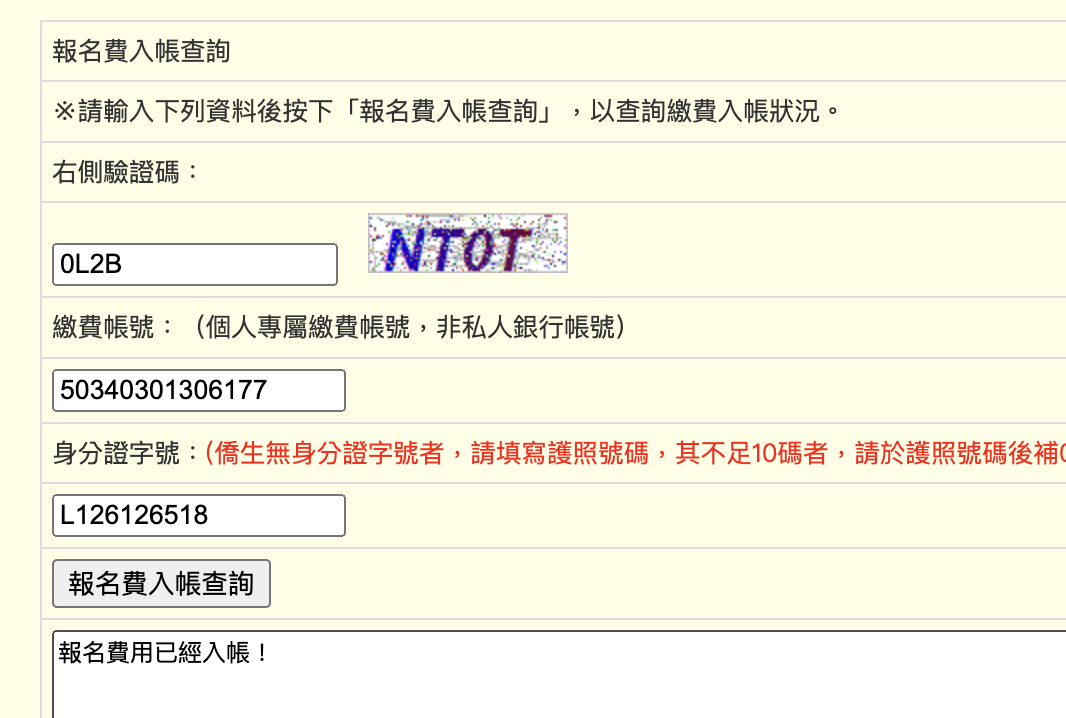 報名費入帳查詢
※請輸入下列資料後按下「報名費入帳查詢」，以查詢繳費入帳狀況。
右側驗證碼：
0L2B
NTOT
繳費帳號：（個人專屬繳費帳號，非私人銀行帳號）
50340301306177
身分證字號：(僑生無身分證字號者，請填寫護照號碼，其不足10碼者，請於護照號碼後補
L126126518
報名費入帳查詢
報名費用已經入帳！